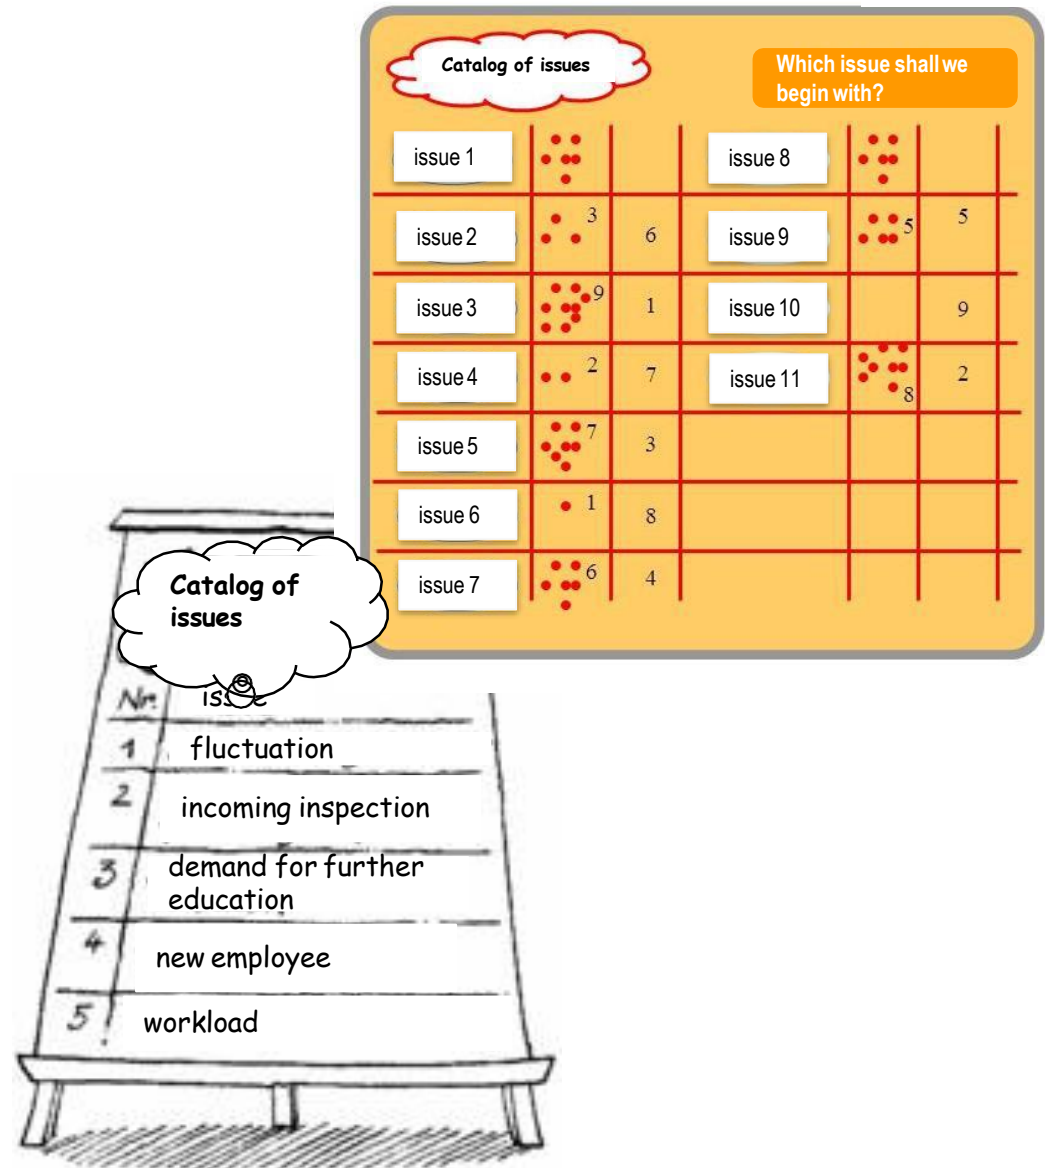 Catalog of issues
Which issue shall we
begin with?
issue 1
issue 8
issue 2 3 6
issue 9 5 5
issue 3 9 1
issue 10 9
issue 4 2 7
issue 11 8 2
issue 5 7 3
issue 6 1 8
issue 7 6 4
Catalog of
issues
Nr. issue
1 fluctuation
2 incoming inspection
3 demand for further
education
4 new employee
5 workload